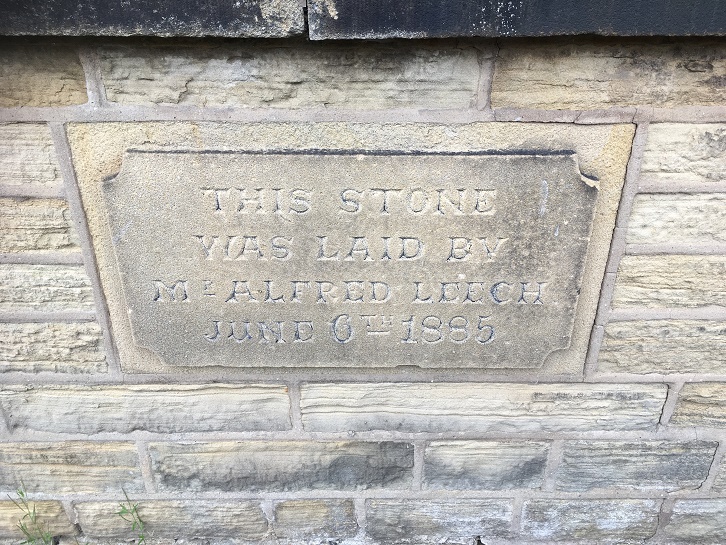 THIS STONE
WAS LAID BY
MR ALFRED LEECH
JUNE 6TH 1885.